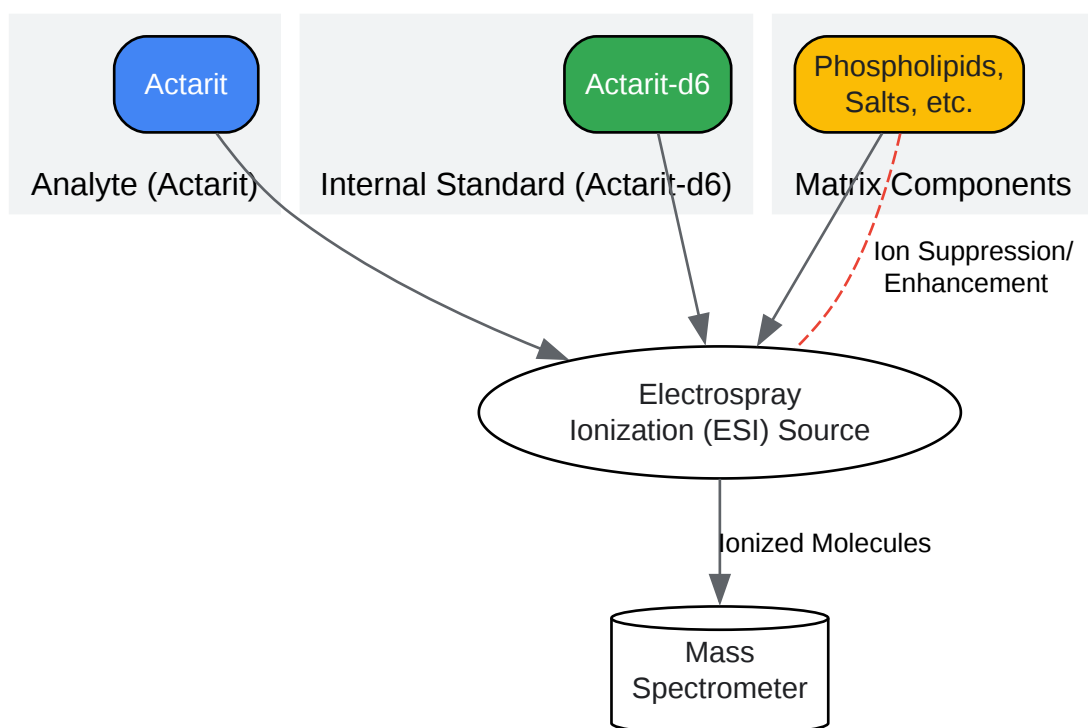 Actarit
Actarit-d6
Phospholipids,
Salts, etc.
Analyte (Actarit)
Internal Standard (Actarit-d6)
Matrix Components
Ion Suppression/
Enhancement
Electrospray
Ionization (ESI) Source
Ionized Molecules
Mass
Spectrometer